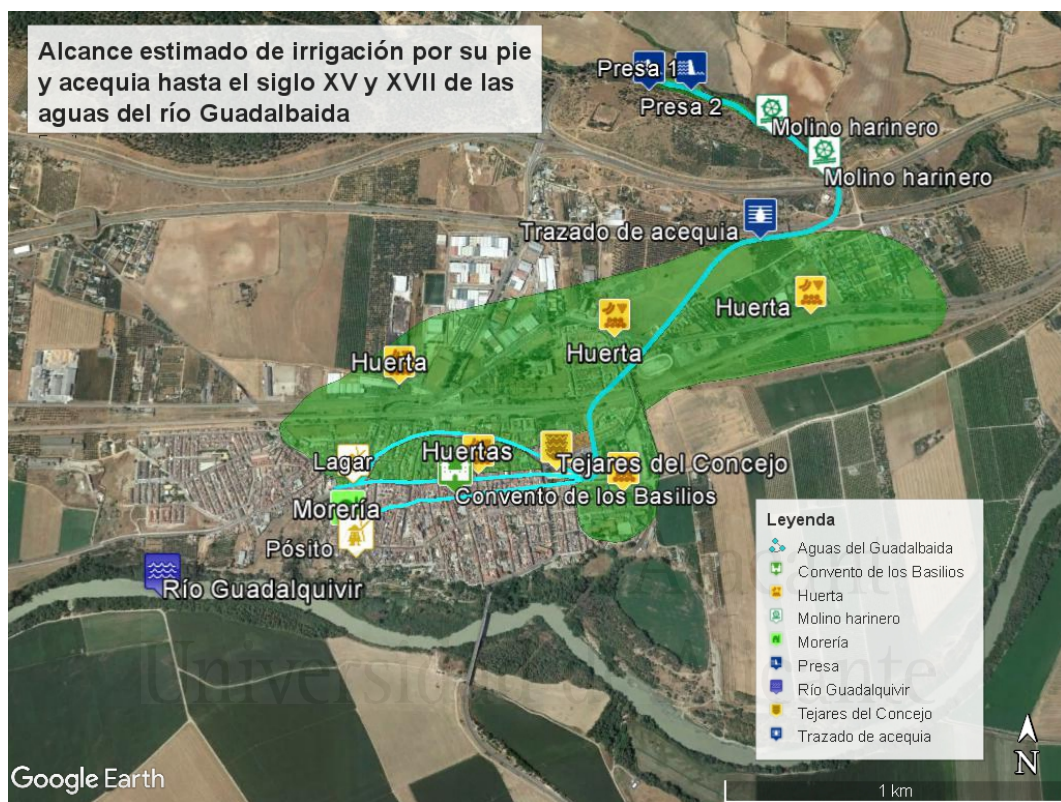 Alcance estimado de irrigación por su pie
y acequia hasta el siglo XV y XVII de las
aguas del río Guadalbaida
Presa 1
Presa 2
Molino harinero
Molino harinero
Trazado de acequia
Huerta
Huerta
Huerta
Lagar
Huertas
Tejares del Concejo
Convento de los Basilios
Morería
Pósito
Río Guadalquivir
Leyenda
Aguas del Guadalbaida
Convento de los Basilios
Huerta
Molino harinero
Morería
Presa
Río Guadalquivir
Tejares del Concejo
Trazado de acequia
N
Google Earth
1 km